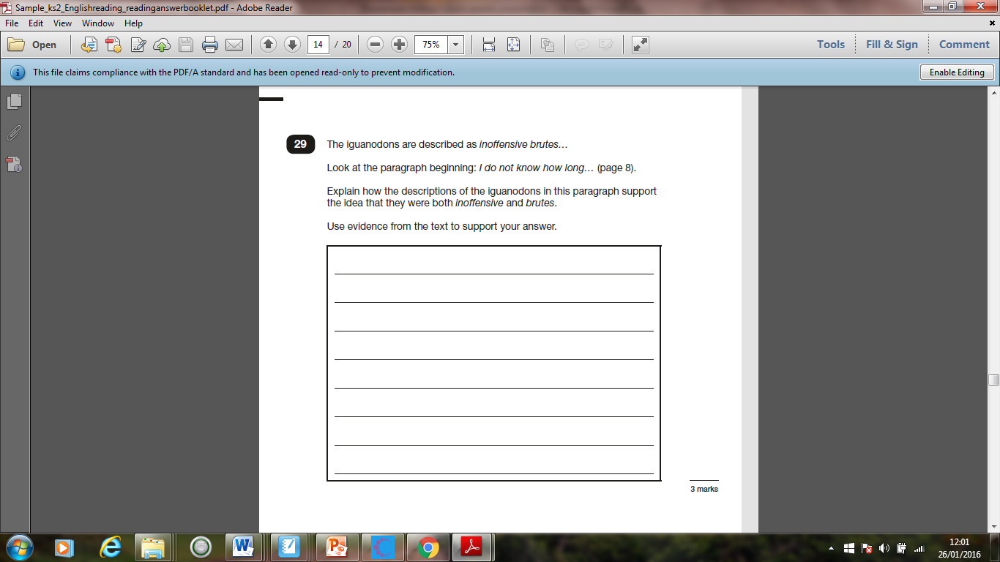 Sample_ks2_Englishreading_readinganswerbooklet.pdf - Adobe Reader
File Edit View Window Help
Open 14 / 20 75% Tools Fill & Sign Comment
This file claims compliance with the PDF/A standard and has been opened read-only to prevent modification. Enable Editing
29 The iguanodons are described as inoffensive brutes…
Look at the paragraph beginning: I do not know how long… (page 8).
Explain how the descriptions of the iguanodons in this paragraph support
the idea that they were both inoffensive and brutes.
Use evidence from the text to support your answer.
3 marks
12:01
26/01/2016